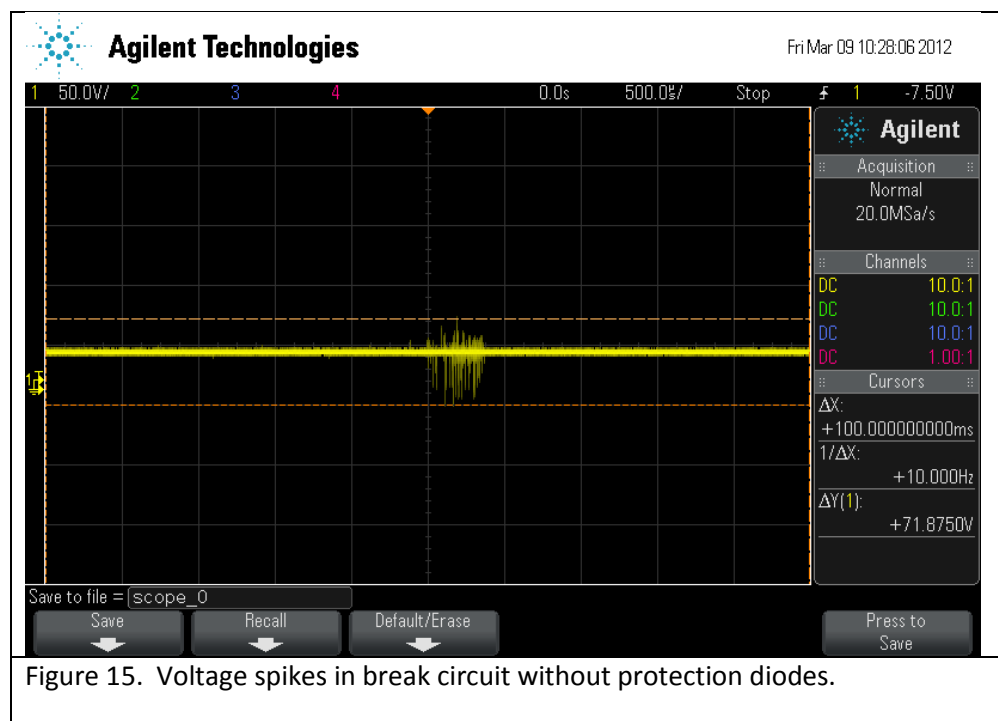 Agilent Technologies
Fri Mar 09 10:28:06 2012
1 50.0V/ 2 3 4 0.0s 500.0µs/ Stop 1 -7.50V
Agilent
Acquisition
Normal
20.0MSa/s
Channels
DC 10.0:1
DC 10.0:1
DC 10.0:1
DC 1.00:1
Cursors
ΔX:
+100.000000000ms
1/ΔX:
+10.000Hz
ΔY(1):
+71.8750V
1
T
Save to file = scope_0
Save
Recall
Default/Erase
Press to
Save
Figure 15. Voltage spikes in break circuit without protection diodes.